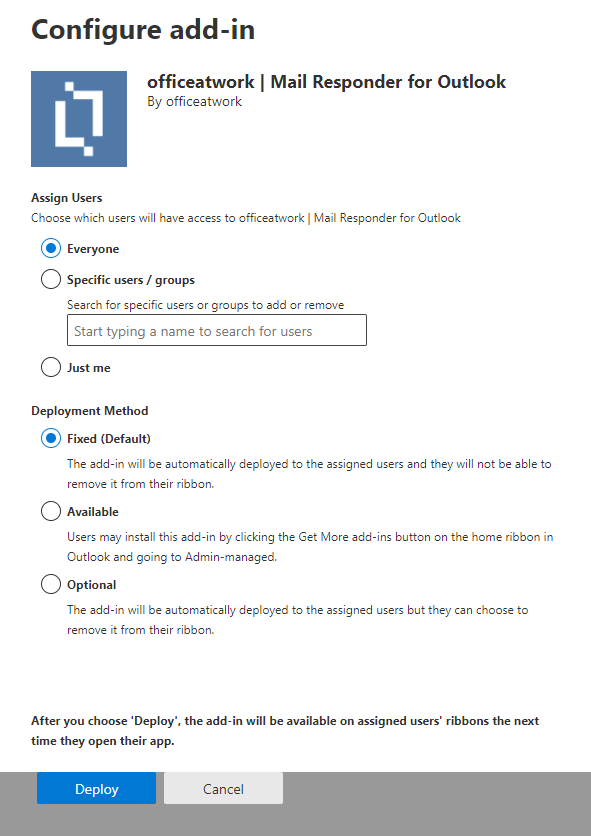 Configure add-in
officeatwork | Mail Responder for Outlook
By officeatwork
Assign Users
Choose which users will have access to officeatwork | Mail Responder for Outlook
Everyone
Specific users / groups
Search for specific users or groups to add or remove
Start typing a name to search for users
Just me
Deployment Method
Fixed (Default)
The add-in will be automatically deployed to the assigned users and they will not be able to
remove it from their ribbon.
Available
Users may install this add-in by clicking the Get More add-ins button on the home ribbon in
Outlook and going to Admin-managed.
Optional
The add-in will be automatically deployed to the assigned users but they can choose to
remove it from their ribbon.
After you choose 'Deploy', the add-in will be available on assigned users' ribbons the next
time they open their app.
Deploy
Cancel